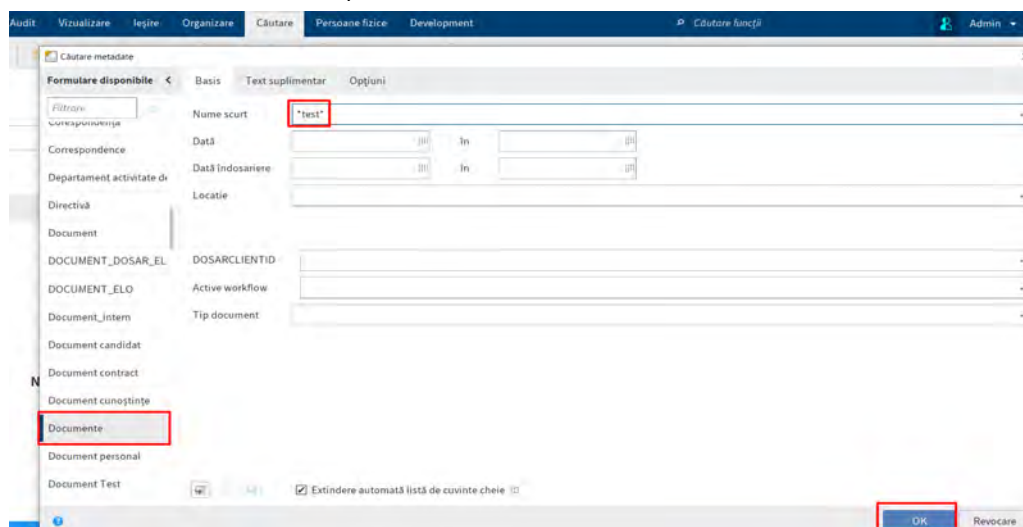 Audit Vizualizare Ieșire Organizare Căutare Persoane fizice Development Căutare funcții Admin
Căutare metadate
Formulare disponibile Basis Text suplimentar Opțiuni
Filtrare
Nume scurt *test*
Corespondența
Dată în
Correspondence
Dată îndosariere în
Departament activitate de
Locatie
Directivă
Document
DOCUMENT_DOSAR_EL DOSARCLIENTID
DOCUMENT_ELO Active workflow
Document_intern Tip document
Document candidat
Document contract
N
Document cunoștințe
Documente
Document personal
Document Test
Extindere automată listă de cuvinte cheie
OK Revocare